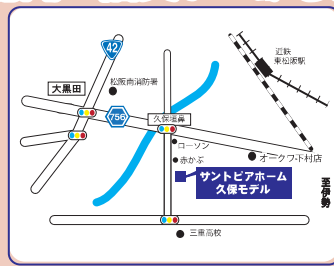 42
近鉄
東松阪駅
松阪南消防署
大黒田
756
久保墳鼻
ローソン
赤かぶ
オークワ下村店
サントピアホーム
久保モデル
至伊勢
三重高校